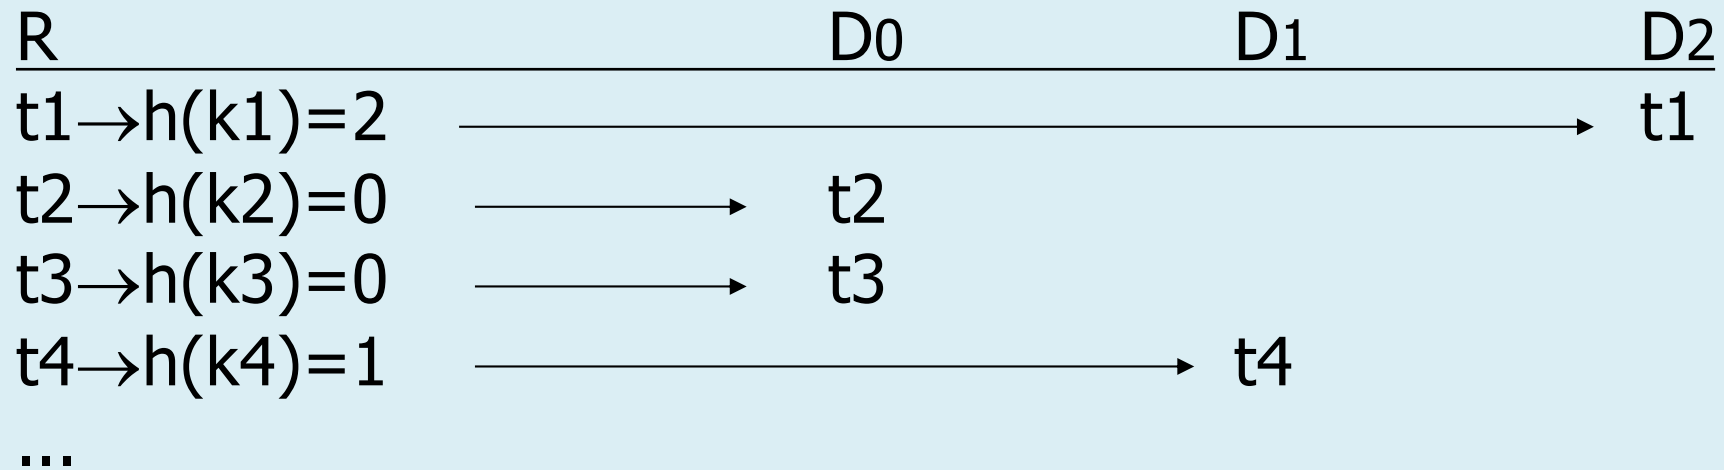 R D0 D1 D2
t1→h(k1)=2 t1
t2→h(k2)=0 t2
t3→h(k3)=0 t3
t4→h(k4)=1 t4
...